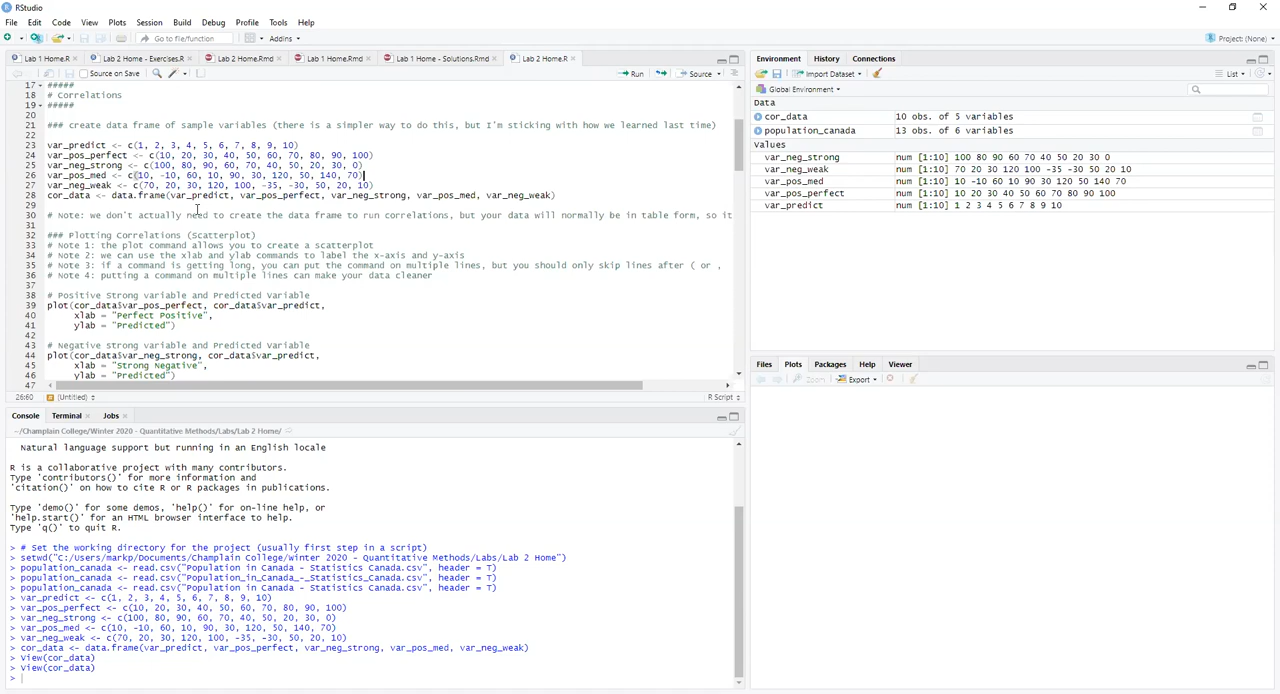 RStudio
File Edit Code View Plots Session Build Debug Profile Tools Help
Go to file/function Addins Project: (None)
Lab 1 Home.R Lab 2 Home - Exercises.R Lab 2 Home.Rmd Lab 1 Home.Rmd Lab 1 Home - Solutions.Rmd Lab 2 Home.R
Source on Save Run Source
17 #####
18 # Correlations
19 #####
20
21 ### create data frame of sample variables (there is a simpler way to do this, but I'm sticking with how we learned last time)
22
23 var_predict <- c(1, 2, 3, 4, 5, 6, 7, 8, 9, 10)
24 var_pos_perfect <- c(10, 20, 30, 40, 50, 60, 70, 80, 90, 100)
25 var_neg_strong <- c(100, 80, 90, 60, 70, 40, 50, 20, 30, 0)
26 var_pos_med <- c(10, -10, 60, 10, 90, 30, 120, 50, 140, 70)
27 var_neg_weak <- c(70, 20, 30, 120, 100, -35, -30, 50, 20, 10)
28 cor_data <- data.frame(var_predict, var_pos_perfect, var_neg_strong, var_pos_med, var_neg_weak)
29
30 # Note: we don't actually need to create the data frame to run correlations, but your data will normally be in table form, so it
31
32 ### Plotting Correlations (Scatterplot)
33 # Note 1: the plot command allows you to create a scatterplot
34 # Note 2: we can use the xlab and ylab commands to label the x-axis and y-axis
35 # Note 3: if a command is getting long, you can put the command on multiple lines, but you should only skip lines after ( or ,
36 # Note 4: putting a command on multiple lines can make your data cleaner
37
38 # Positive Strong variable and Predicted Variable
39 plot(cor_data$var_pos_perfect, cor_data$var_predict,
40 xlab = "Perfect Positive",
41 ylab = "Predicted")
42
43 # Negative strong variable and Predicted Variable
44 plot(cor_data$var_neg_strong, cor_data$var_predict,
45 xlab = "Strong Negative",
46 ylab = "Predicted")
47
26:60 (Untitled) R Script
Console Terminal Jobs
~/Champlain College/Winter 2020 - Quantitative Methods/Labs/Lab 2 Home/
Natural language support but running in an English locale
R is a collaborative project with many contributors.
Type 'contributors()' for more information and
'citation()' on how to cite R or R packages in publications.
Type 'demo()' for some demos, 'help()' for on-line help, or
'help.start()' for an HTML browser interface to help.
Type 'q()' to quit R.
> # Set the working directory for the project (usually first step in a script)
> setwd("C:/Users/markp/Documents/Champlain College/Winter 2020 - Quantitative Methods/Labs/Lab 2 Home")
> population_canada <- read.csv("Population in Canada - Statistics Canada.csv", header = T)
> population_canada <- read.csv("Population_in_Canada_-_Statistics_Canada.csv", header = T)
> population_canada <- read.csv("Population in Canada - Statistics Canada.csv", header = T)
> var_predict <- c(1, 2, 3, 4, 5, 6, 7, 8, 9, 10)
> var_pos_perfect <- c(10, 20, 30, 40, 50, 60, 70, 80, 90, 100)
> var_neg_strong <- c(100, 80, 90, 60, 70, 40, 50, 20, 30, 0)
> var_pos_med <- c(10, -10, 60, 10, 90, 30, 120, 50, 140, 70)
> var_neg_weak <- c(70, 20, 30, 120, 100, -35, -30, 50, 20, 10)
> cor_data <- data.frame(var_predict, var_pos_perfect, var_neg_strong, var_pos_med, var_neg_weak)
> View(cor_data)
> View(cor_data)
>
Environment History Connections
Import Dataset List
Global Environment
Data
cor_data 10 obs. of 5 variables
population_canada 13 obs. of 6 variables
Values
var_neg_strong num [1:10] 100 80 90 60 70 40 50 20 30 0
var_neg_weak num [1:10] 70 20 30 120 100 -35 -30 50 20 10
var_pos_med num [1:10] 10 -10 60 10 90 30 120 50 140 70
var_pos_perfect num [1:10] 10 20 30 40 50 60 70 80 90 100
var_predict num [1:10] 1 2 3 4 5 6 7 8 9 10
Files Plots Packages Help Viewer
Zoom Export